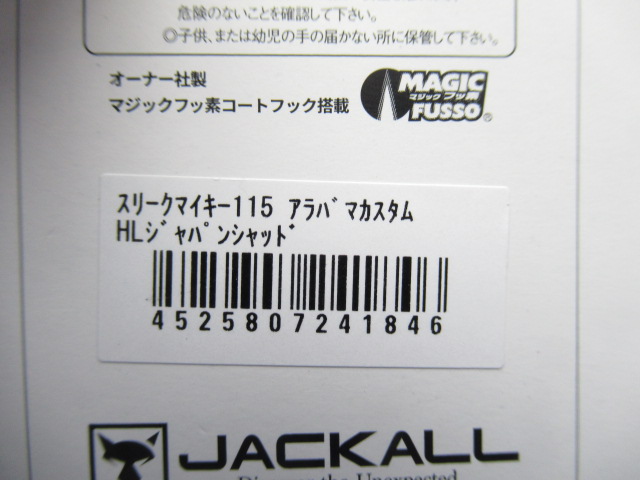 危険のないことを確認して下さい。
◎子供、または幼児の手の届かない所に保管して下さい。
オーナー社製
マジックフッ素コートフック搭載
MAGIC
マジックフッ素
FUSSO®
ｽﾘｰｸﾏｲｷｰ115 ｱﾗﾊﾞﾏｶｽﾀﾑ
HLｼﾞｬﾊﾟﾝｼｬｯﾄﾞ
4525807241846
JACKALL
Discover the Unexpected